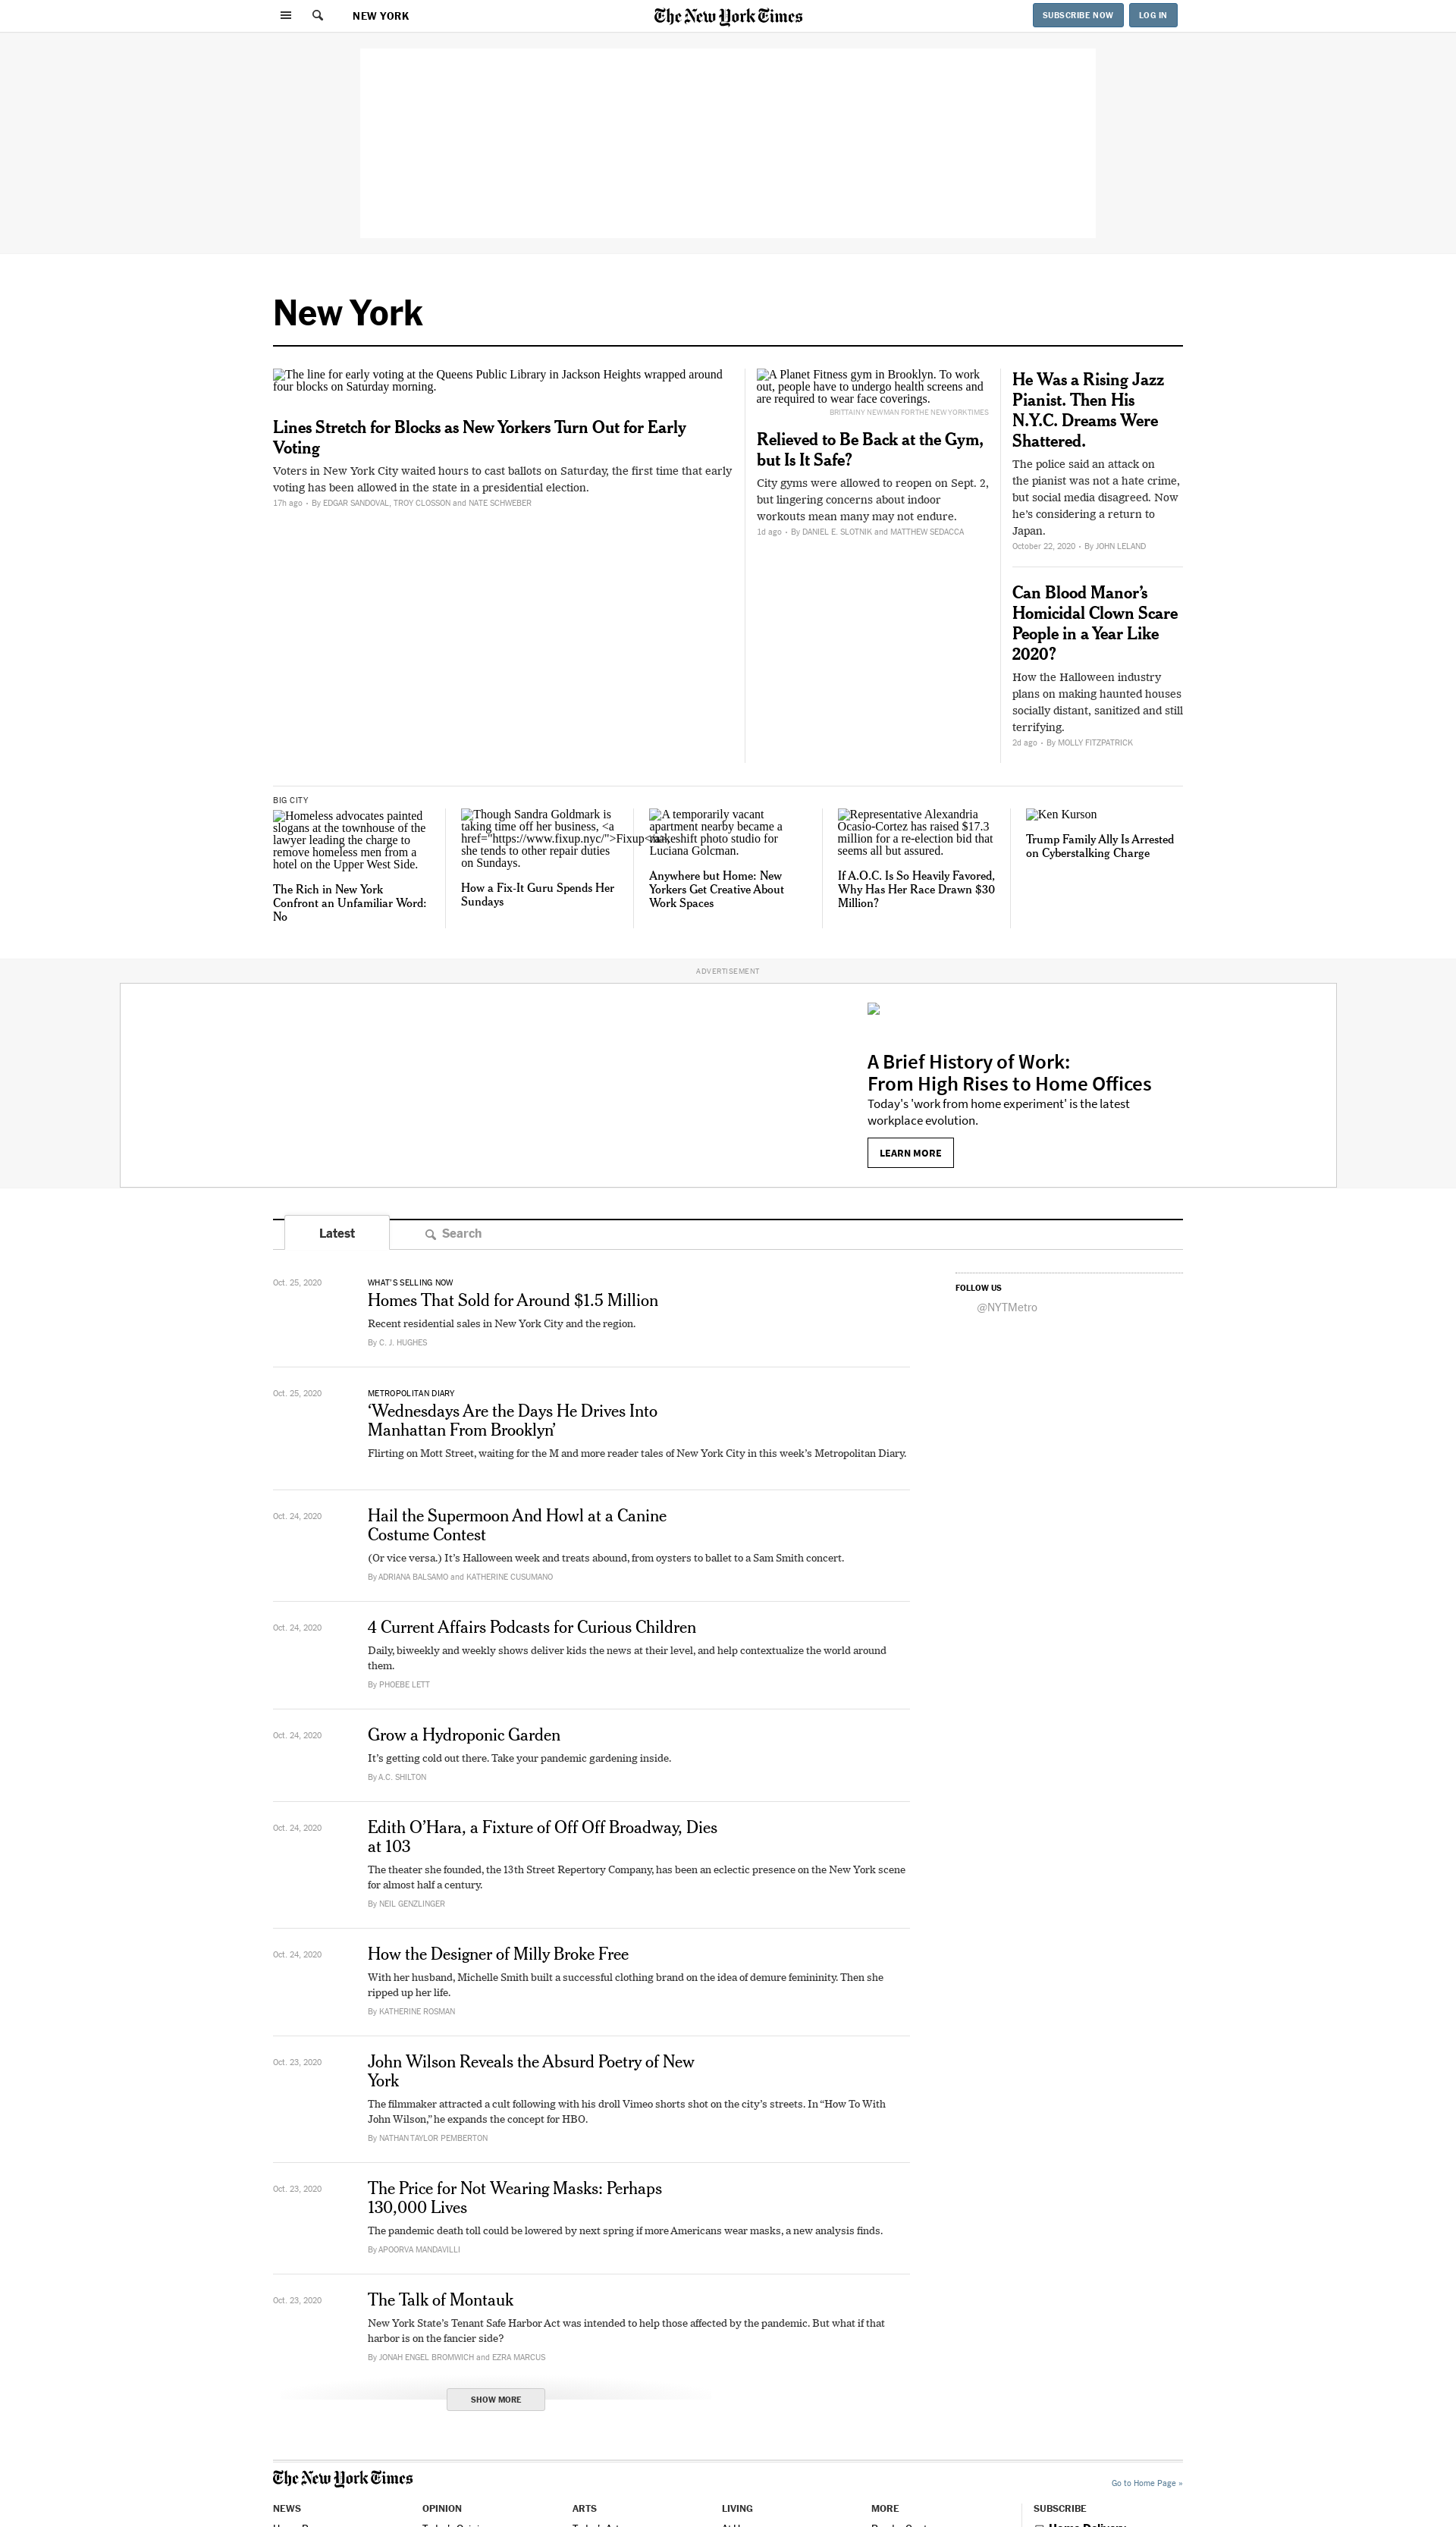 NEW YORK
The New York Times
SUBSCRIBE NOW
LOG IN
New York
The line for early voting at the Queens Public Library in Jackson Heights wrapped around
four blocks on Saturday morning.
Lines Stretch for Blocks as New Yorkers Turn Out for Early
Voting
Voters in New York City waited hours to cast ballots on Saturday, the first time that early
voting has been allowed in the state in a presidential election.
17h ago • By EDGAR SANDOVAL, TROY CLOSSON and NATE SCHWEBER
A Planet Fitness gym in Brooklyn. To work
out, people have to undergo health screens and
are required to wear face coverings.
BRITTAINY NEWMAN FOR THE NEW YORK TIMES
Relieved to Be Back at the Gym,
but Is It Safe?
City gyms were allowed to reopen on Sept. 2,
but lingering concerns about indoor
workouts mean many may not endure.
1d ago • By DANIEL E. SLOTNIK and MATTHEW SEDACCA
He Was a Rising Jazz
Pianist. Then His
N.Y.C. Dreams Were
Shattered.
The police said an attack on
the pianist was not a hate crime,
but social media disagreed. Now
he’s considering a return to
Japan.
October 22, 2020 • By JOHN LELAND
Can Blood Manor’s
Homicidal Clown Scare
People in a Year Like
2020?
How the Halloween industry
plans on making haunted houses
socially distant, sanitized and still
terrifying.
2d ago • By MOLLY FITZPATRICK
BIG CITY
Homeless advocates painted
slogans at the townhouse of the
lawyer leading the charge to
remove homeless men from a
hotel on the Upper West Side.
The Rich in New York
Confront an Unfamiliar Word:
No
Though Sandra Goldmark is
taking time off her business, <a
href="https://www.fixup.nyc/">Fixup</a>,
she tends to other repair duties
on Sundays.
How a Fix-It Guru Spends Her
Sundays
A temporarily vacant
apartment nearby became a
makeshift photo studio for
Luciana Golcman.
Anywhere but Home: New
Yorkers Get Creative About
Work Spaces
Representative Alexandria
Ocasio-Cortez has raised $17.3
million for a re-election bid that
seems all but assured.
If A.O.C. Is So Heavily Favored,
Why Has Her Race Drawn $30
Million?
Ken Kurson
Trump Family Ally Is Arrested
on Cyberstalking Charge
ADVERTISEMENT
A Brief History of Work:
From High Rises to Home Offices
Today's 'work from home experiment' is the latest
workplace evolution.
LEARN MORE
Latest
Search
Oct. 25, 2020
WHAT’S SELLING NOW
Homes That Sold for Around $1.5 Million
Recent residential sales in New York City and the region.
By C. J. HUGHES
FOLLOW US
@NYTMetro
Oct. 25, 2020
METROPOLITAN DIARY
‘Wednesdays Are the Days He Drives Into
Manhattan From Brooklyn’
Flirting on Mott Street, waiting for the M and more reader tales of New York City in this week’s Metropolitan Diary.
Oct. 24, 2020
Hail the Supermoon And Howl at a Canine
Costume Contest
(Or vice versa.) It’s Halloween week and treats abound, from oysters to ballet to a Sam Smith concert.
By ADRIANA BALSAMO and KATHERINE CUSUMANO
Oct. 24, 2020
4 Current Affairs Podcasts for Curious Children
Daily, biweekly and weekly shows deliver kids the news at their level, and help contextualize the world around
them.
By PHOEBE LETT
Oct. 24, 2020
Grow a Hydroponic Garden
It’s getting cold out there. Take your pandemic gardening inside.
By A.C. SHILTON
Oct. 24, 2020
Edith O’Hara, a Fixture of Off Off Broadway, Dies
at 103
The theater she founded, the 13th Street Repertory Company, has been an eclectic presence on the New York scene
for almost half a century.
By NEIL GENZLINGER
Oct. 24, 2020
How the Designer of Milly Broke Free
With her husband, Michelle Smith built a successful clothing brand on the idea of demure femininity. Then she
ripped up her life.
By KATHERINE ROSMAN
Oct. 23, 2020
John Wilson Reveals the Absurd Poetry of New
York
The filmmaker attracted a cult following with his droll Vimeo shorts shot on the city’s streets. In “How To With
John Wilson,” he expands the concept for HBO.
By NATHAN TAYLOR PEMBERTON
Oct. 23, 2020
The Price for Not Wearing Masks: Perhaps
130,000 Lives
The pandemic death toll could be lowered by next spring if more Americans wear masks, a new analysis finds.
By APOORVA MANDAVILLI
Oct. 23, 2020
The Talk of Montauk
New York State’s Tenant Safe Harbor Act was intended to help those affected by the pandemic. But what if that
harbor is on the fancier side?
By JONAH ENGEL BROMWICH and EZRA MARCUS
SHOW MORE
The New York Times
Go to Home Page »
NEWS
OPINION
ARTS
LIVING
MORE
SUBSCRIBE
Home Delivery